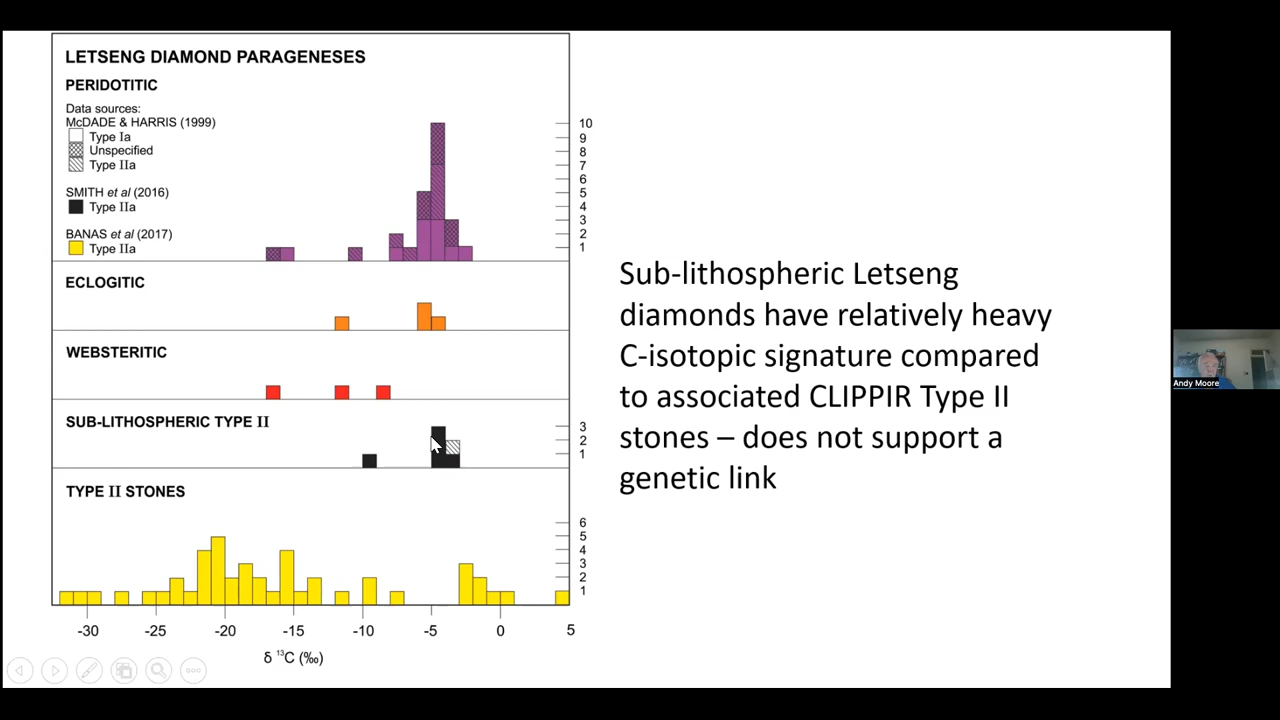 LETSENG DIAMOND PARAGENESES
PERIDOTITIC
Data sources:
McDADE & HARRIS (1999)
Type Ia
Unspecified
Type IIa
SMITH et al (2016)
Type IIa
BANAS et al (2017)
Type IIa
10
9
8
7
6
5
4
3
2
1
ECLOGITIC
WEBSTERITIC
SUB-LITHOSPHERIC TYPE II
3
2
1
TYPE II STONES
6
5
4
3
2
1
-30 -25 -20 -15 -10 -5 0 5
δ ¹³C (‰)
Sub-lithospheric Letseng
diamonds have relatively heavy
C-isotopic signature compared
to associated CLIPPIR Type II
stones – does not support a
genetic link
Andy Moore